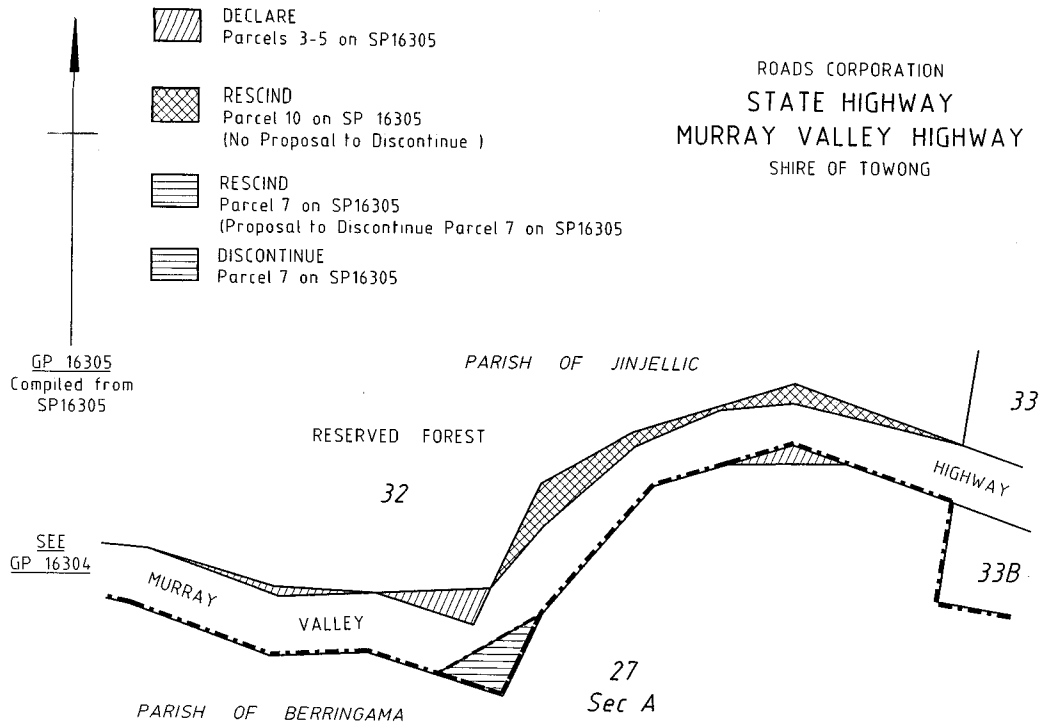 DECLARE
Parcels 3-5 on SP16305
RESCIND
Parcel 10 on SP 16305
(No Proposal to Discontinue )
RESCIND
Parcel 7 on SP16305
(Proposal to Discontinue Parcel 7 on SP16305
DISCONTINUE
Parcel 7 on SP16305
ROADS CORPORATION
STATE HIGHWAY
MURRAY VALLEY HIGHWAY
SHIRE OF TOWONG
GP 16305
Compiled from
SP16305
PARISH OF JINJELLIC
33
RESERVED FOREST
32
HIGHWAY
SEE
GP 16304
33B
MURRAY
VALLEY
27
Sec A
PARISH OF BERRINGAMA